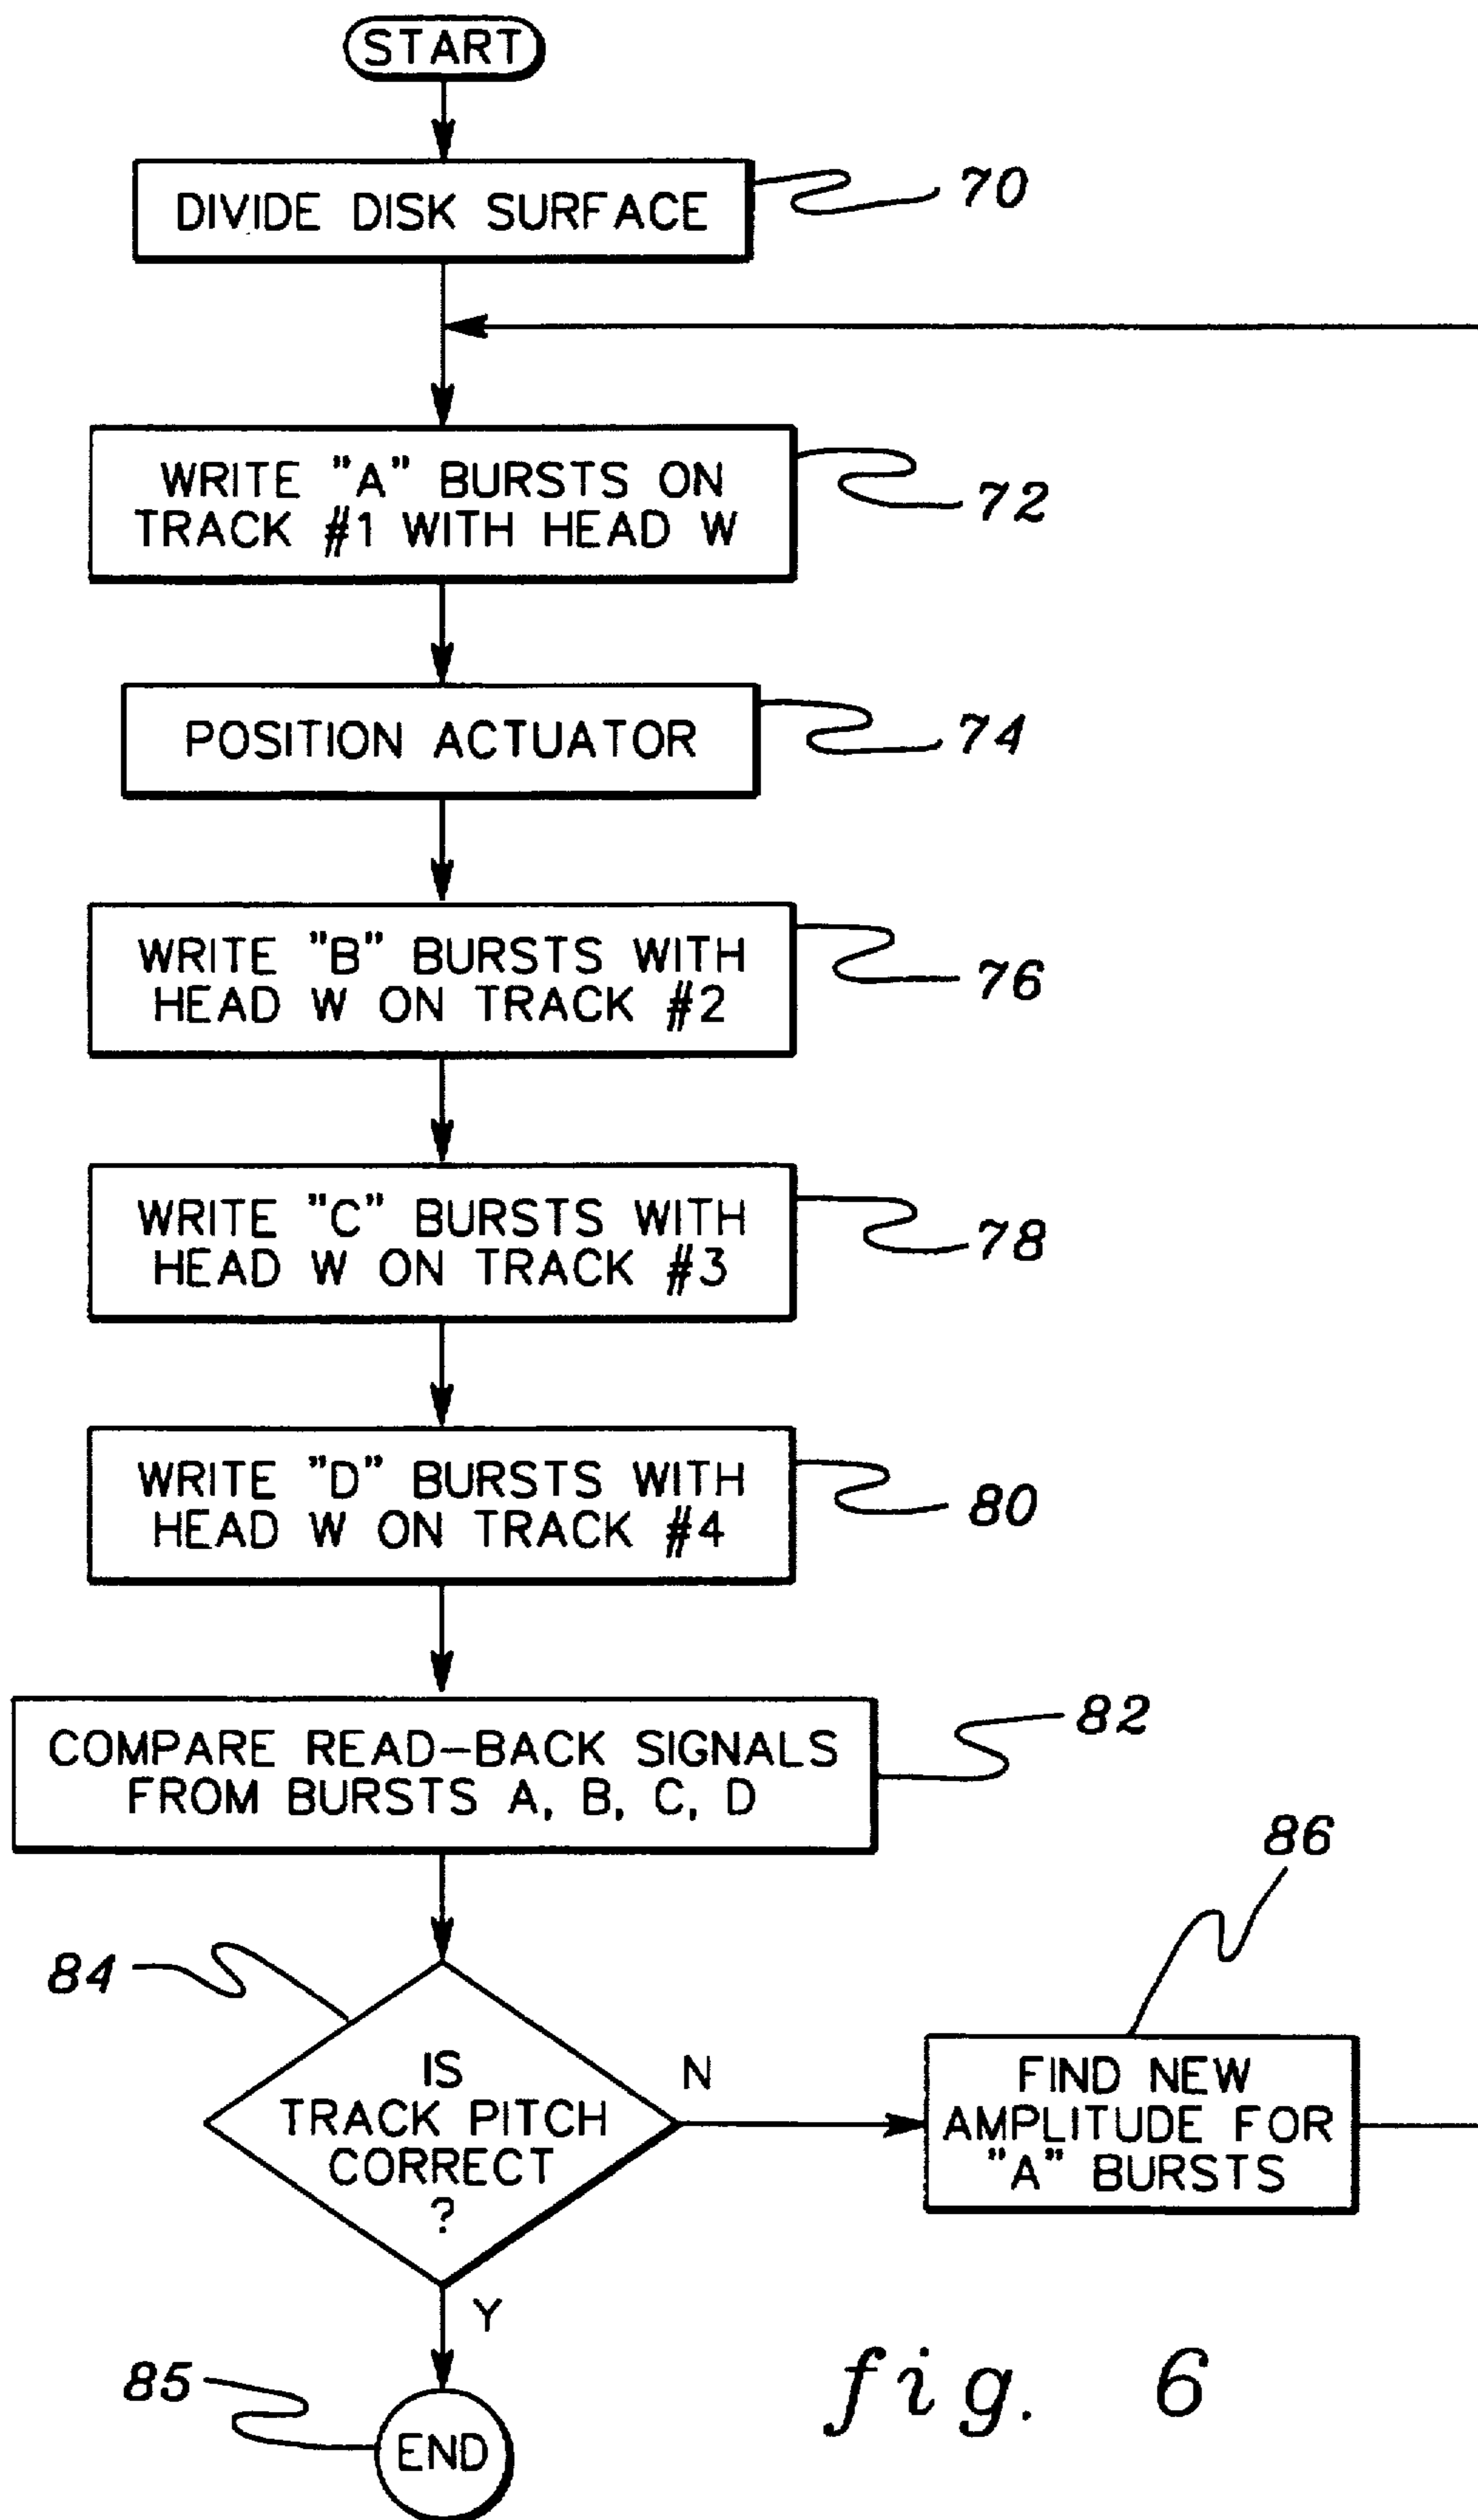 START
DIVIDE DISK SURFACE
70
WRITE "A" BURSTS ON
TRACK #1 WITH HEAD W
72
POSITION ACTUATOR
74
WRITE "B" BURSTS WITH
HEAD W ON TRACK #2
76
WRITE "C" BURSTS WITH
HEAD W ON TRACK #3
78
WRITE "D" BURSTS WITH
HEAD W ON TRACK #4
80
COMPARE READ-BACK SIGNALS
FROM BURSTS A, B, C, D
82
84
IS
TRACK PITCH
CORRECT
?
N
86
FIND NEW
AMPLITUDE FOR
"A" BURSTS
Y
85
END
fig. 6